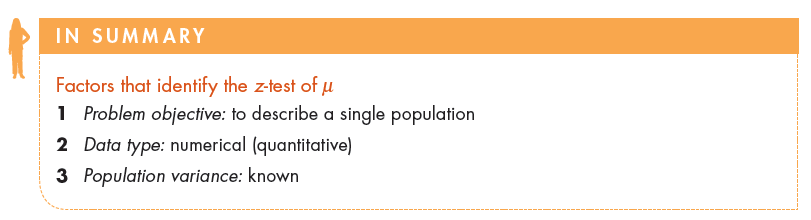 IN SUMMARY
Factors that identify the z-test of μ
1 Problem objective: to describe a single population
2 Data type: numerical (quantitative)
3 Population variance: known